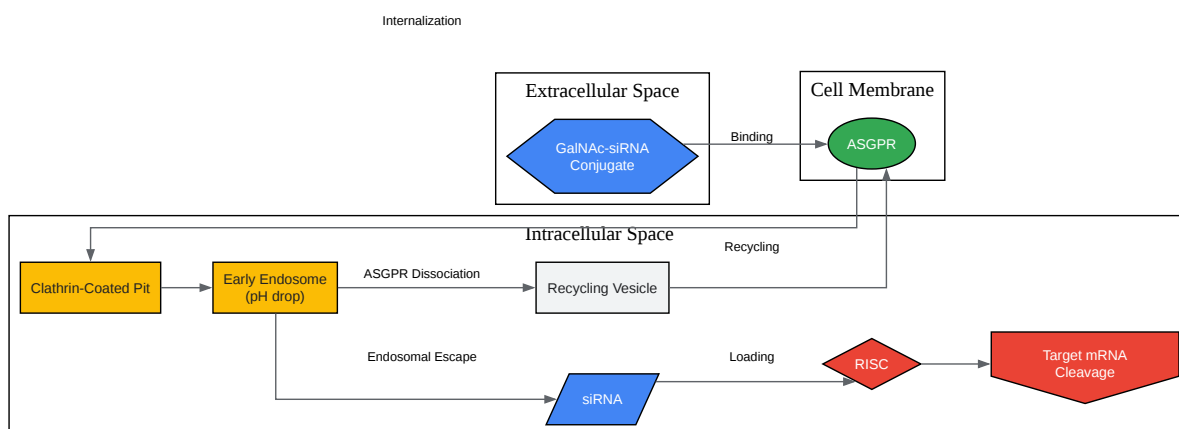 Internalization
Extracellular Space
Cell Membrane
GalNAc-siRNA
Conjugate
Binding
ASGPR
Intracellular Space
Recycling
Clathrin-Coated Pit
Early Endosome
(pH drop)
ASGPR Dissociation
Recycling Vesicle
Endosomal Escape
Loading
RISC
Target mRNA
Cleavage
siRNA